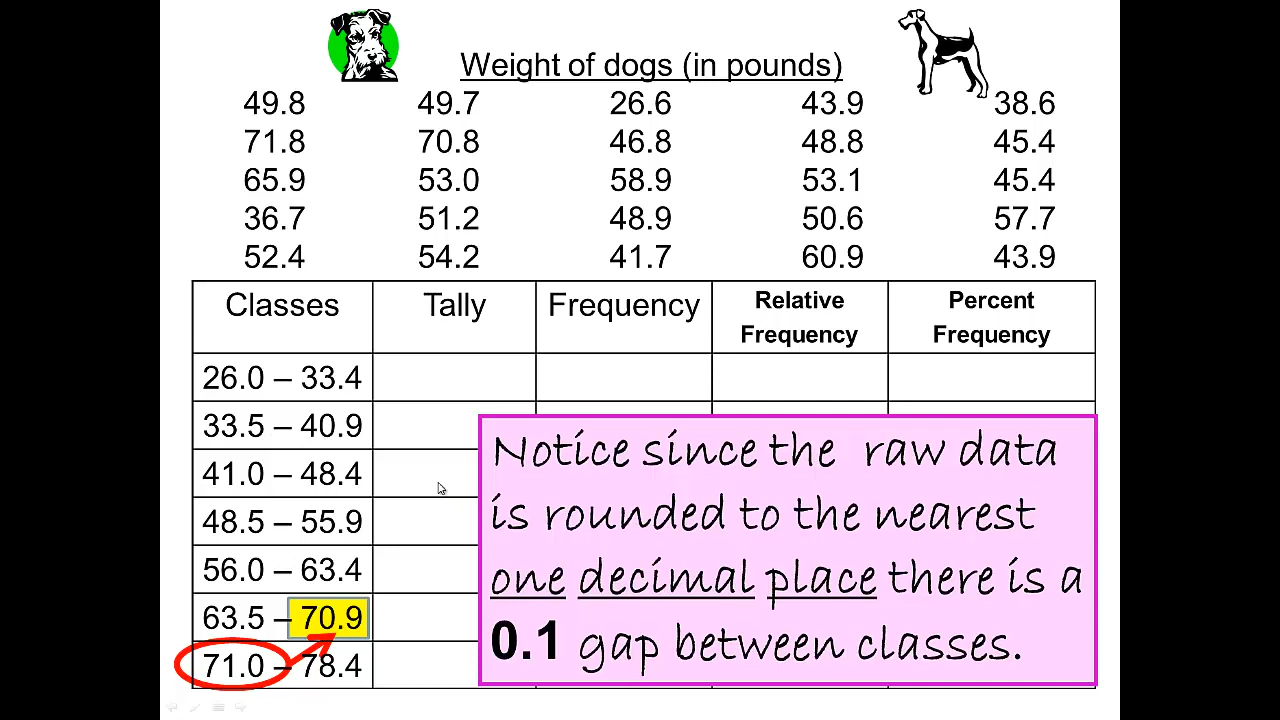 Weight of dogs (in pounds)
49.8 49.7 26.6 43.9 38.6
71.8 70.8 46.8 48.8 45.4
65.9 53.0 58.9 53.1 45.4
36.7 51.2 48.9 50.6 57.7
52.4 54.2 41.7 60.9 43.9
Classes Tally Frequency Relative Frequency Percent Frequency
26.0 – 33.4
33.5 – 40.9
41.0 – 48.4
48.5 – 55.9
56.0 – 63.4
63.5 – 70.9
71.0 – 78.4
Notice since the raw data
is rounded to the nearest
one decimal place there is a
0.1 gap between classes.